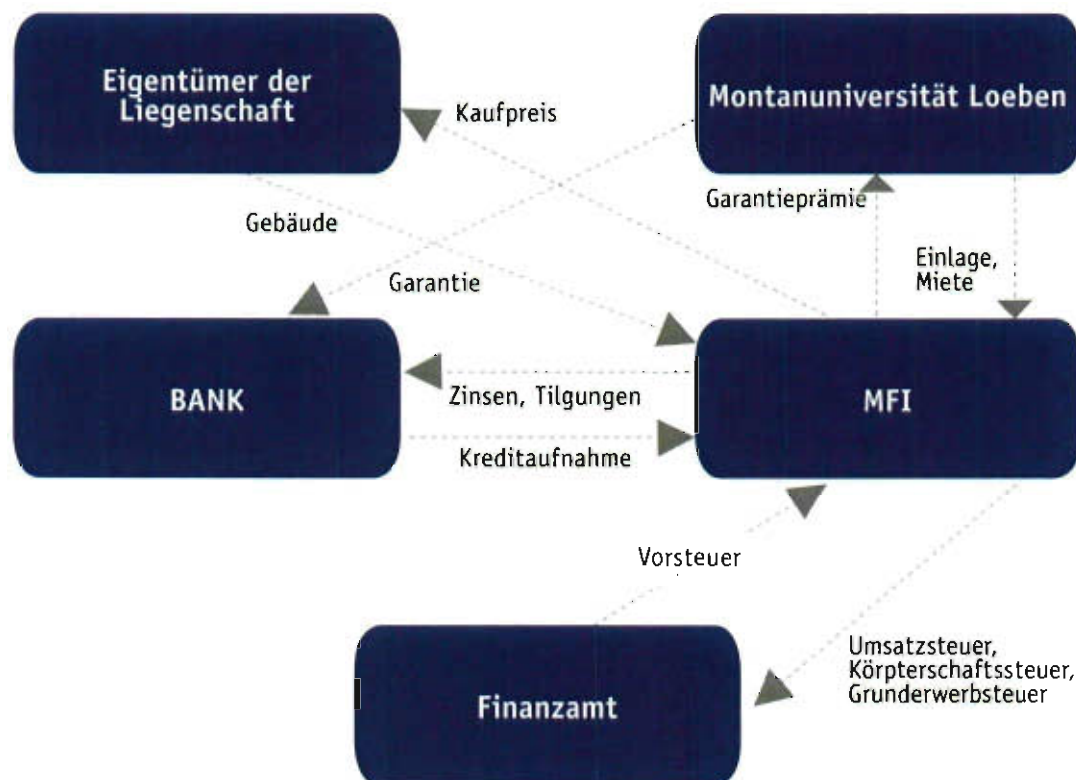 Eigentümer der
Liegenschaft
Montanuniversität Loeben
Kaufpreis
Garantieprämie
Gebäude
Einlage,
Miete
Garantie
BANK
Zinsen, Tilgungen
MFI
Kreditaufnahme
Vorsteuer
Umsatzsteuer,
Körpterschaftssteuer,
Grunderwerbsteuer
Finanzamt